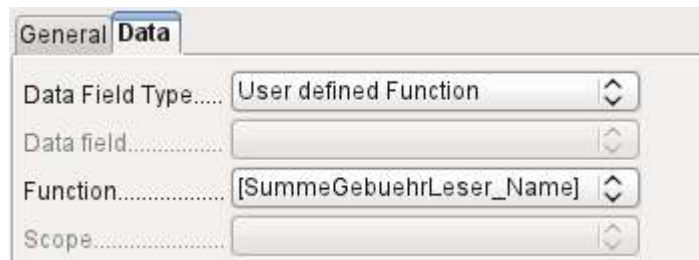 General Data
Data Field Type..... User defined Function
Data field................
Function.................. [SummeGebuehrLeser_Name]
Scope......................